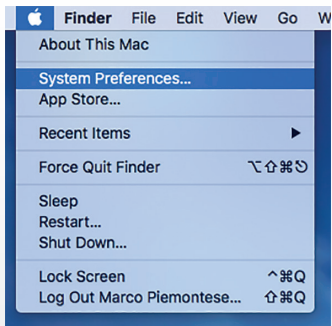 Finder File Edit View Go
About This Mac
System Preferences...
App Store...
Recent Items
Force Quit Finder ⌥⇧⌘⎋
Sleep
Restart...
Shut Down...
Lock Screen ^⌘Q
Log Out Marco Piemontese... ⇧⌘Q